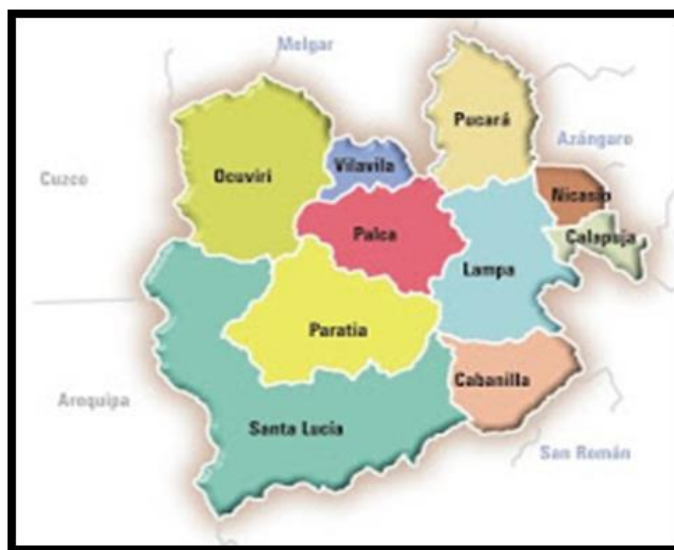 Melgar
Pucará
Azángaro
Ocuviri
Vilavila
Cuzco
Nicasio
Palca
Calapuja
Lampa
Paratia
Cabanilla
Arequipa
Santa Lucía
San Román